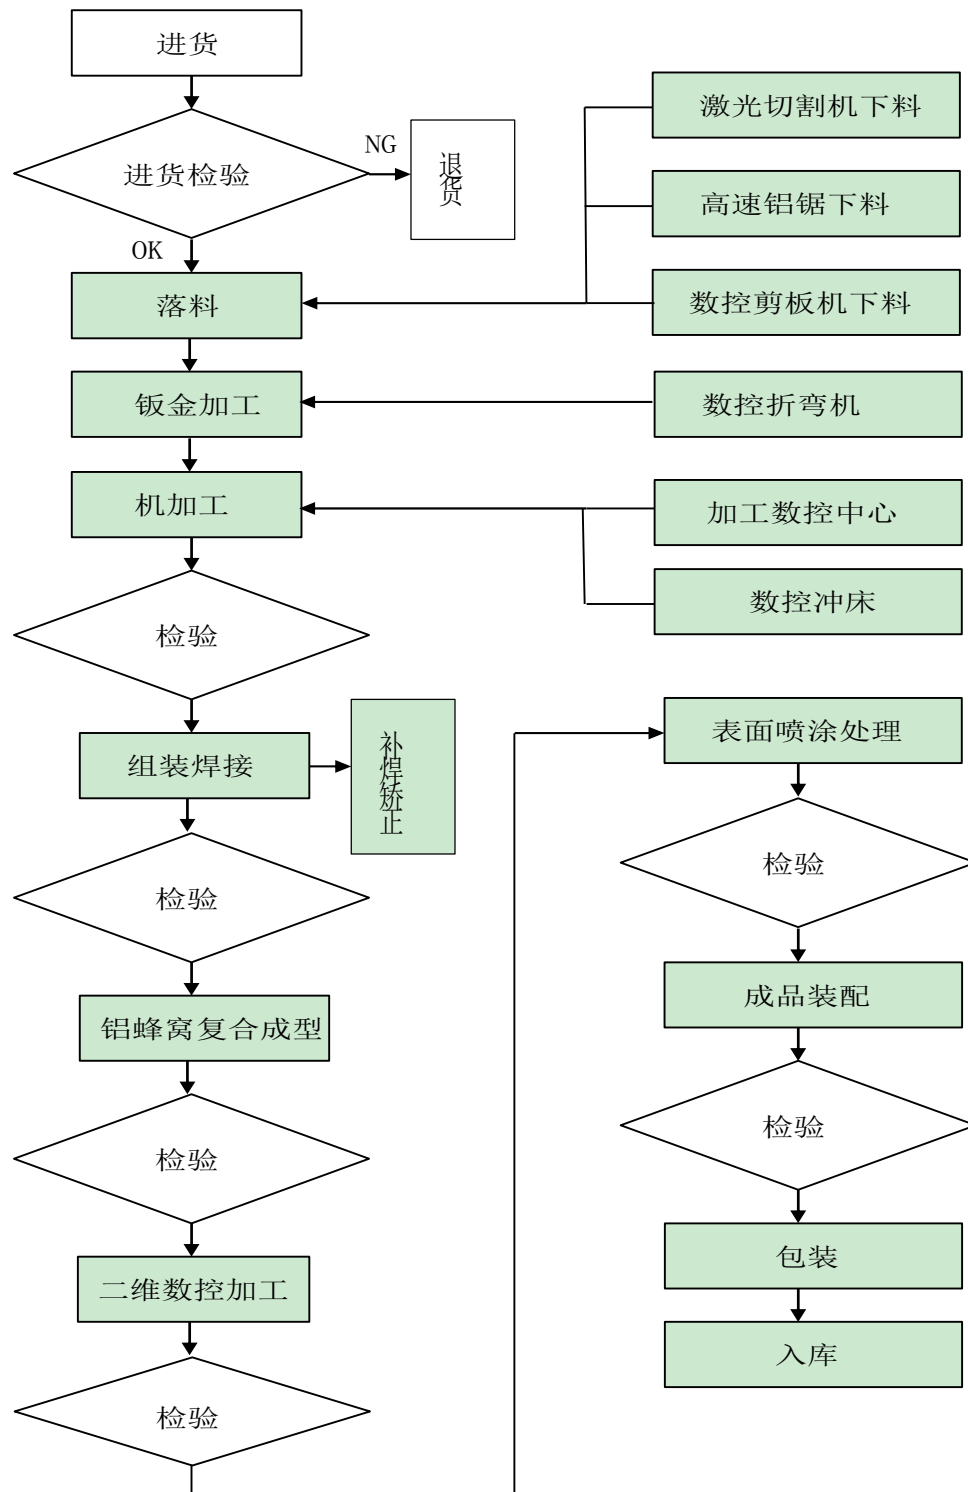 进货
进货检验
NG
退货
OK
落料
激光切割机下料
高速铝锯下料
数控剪板机下料
钣金加工
数控折弯机
机加工
加工数控中心
数控冲床
检验
组装焊接
补焊矫正
检验
铝蜂窝复合成型
检验
二维数控加工
检验
表面喷涂处理
检验
成品装配
检验
包装
入库